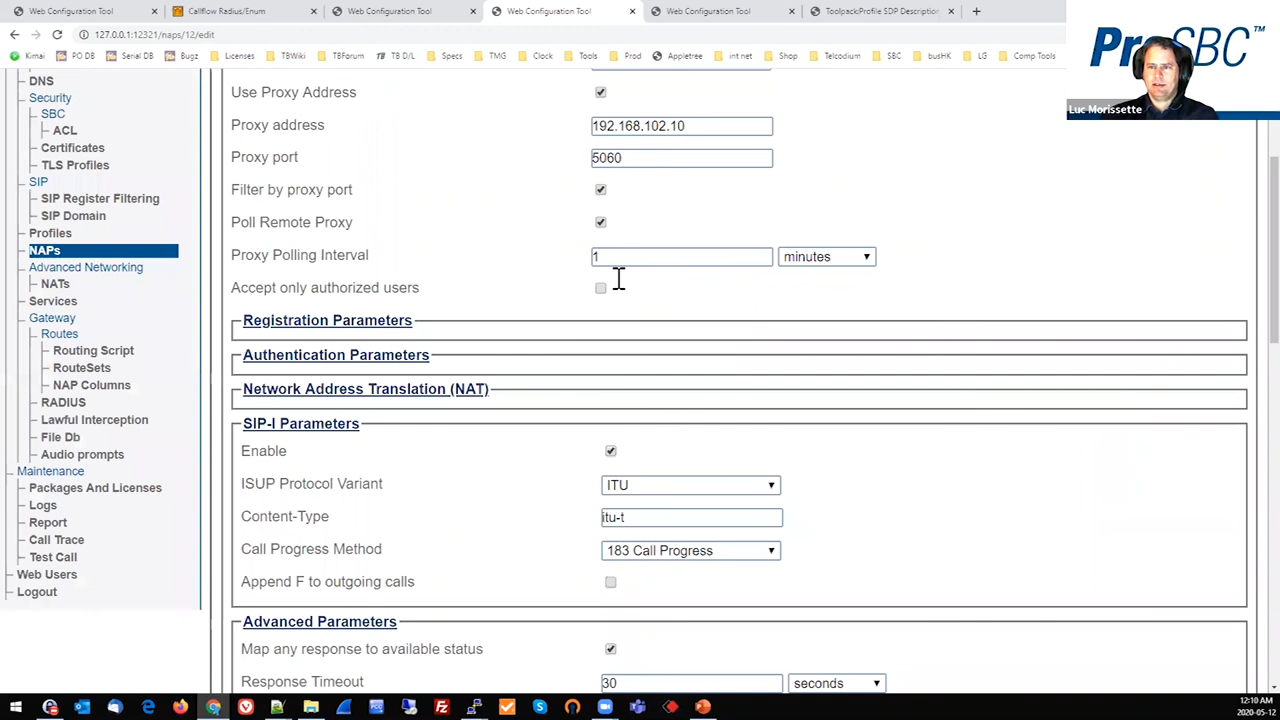 Web Configuration Tool
Callflow Radius/Enum
Web Configuration Tool
Web Configuration Tool
Web Configuration Tool
Toolpack:Profile SDP Description
127.0.0.1:12321/naps/12/edit
Kimai
PO DB
Serial DB
Bugz
Licenses
TBWiki
TBForum
TB D/L
Specs
TMG
Clock
Tools
Prod
Appletree
int net
Shop
Telcodium
SBC
busHK
LG
Comp Tools
ProSBC™
Luc Morissette
DNS
Security
SBC
ACL
Certificates
TLS Profiles
SIP
SIP Register Filtering
SIP Domain
Profiles
NAPs
Advanced Networking
NATs
Services
Gateway
Routes
Routing Script
RouteSets
NAP Columns
RADIUS
Lawful Interception
File Db
Audio prompts
Maintenance
Packages And Licenses
Logs
Report
Call Trace
Test Call
Web Users
Logout
Use Proxy Address
Proxy address 192.168.102.10
Proxy port 5060
Filter by proxy port
Poll Remote Proxy
Proxy Polling Interval 1 minutes
Accept only authorized users
Registration Parameters
Authentication Parameters
Network Address Translation (NAT)
SIP-I Parameters
Enable
ISUP Protocol Variant ITU
Content-Type itu-t
Call Progress Method 183 Call Progress
Append F to outgoing calls
Advanced Parameters
Map any response to available status
Response Timeout 30 seconds
12:10 AM
2020-05-12